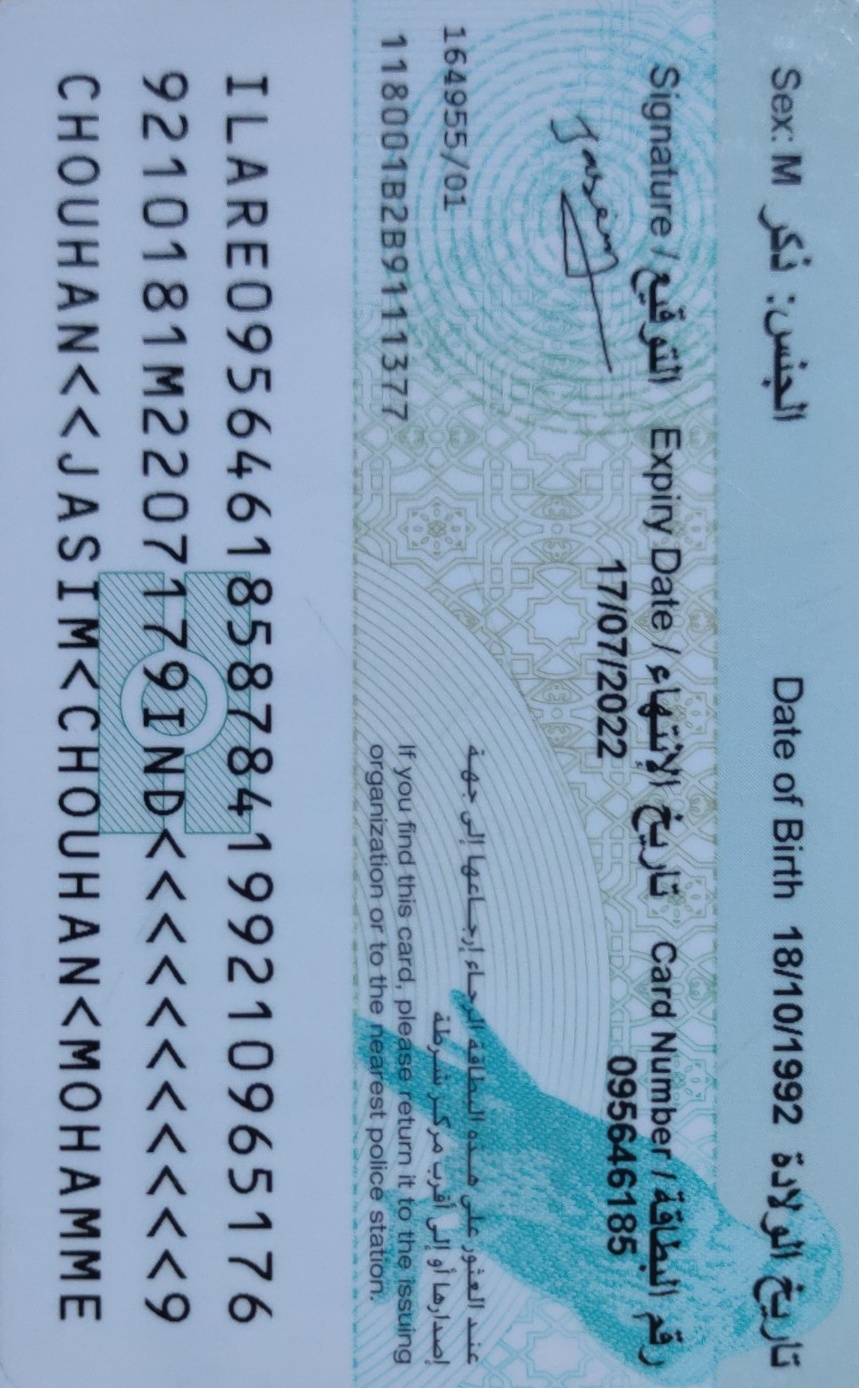 Sex: M الجنس: ذكر
Date of Birth 18/10/1992 تاريخ الولادة
Signature / التوقيع
Expiry Date / تاريخ الإنتهاء
Card Number / رقم البطاقة
17/07/2022
095646185
Jasem
164955/01
عند العثور على هذه البطاقة الرجاء إرجاعها إلى جهة
إصدارها أو إلى أقرب مركز شرطة
118001B2B9111377
If you find this card, please return it to the issuing
organization or to the nearest police station.
ILARE0956461858784199210965176
9210181M2207179IND<<<<<<<<<<<9
CHOUHAN<<JASIM<CHOUHAN<MOHAMME